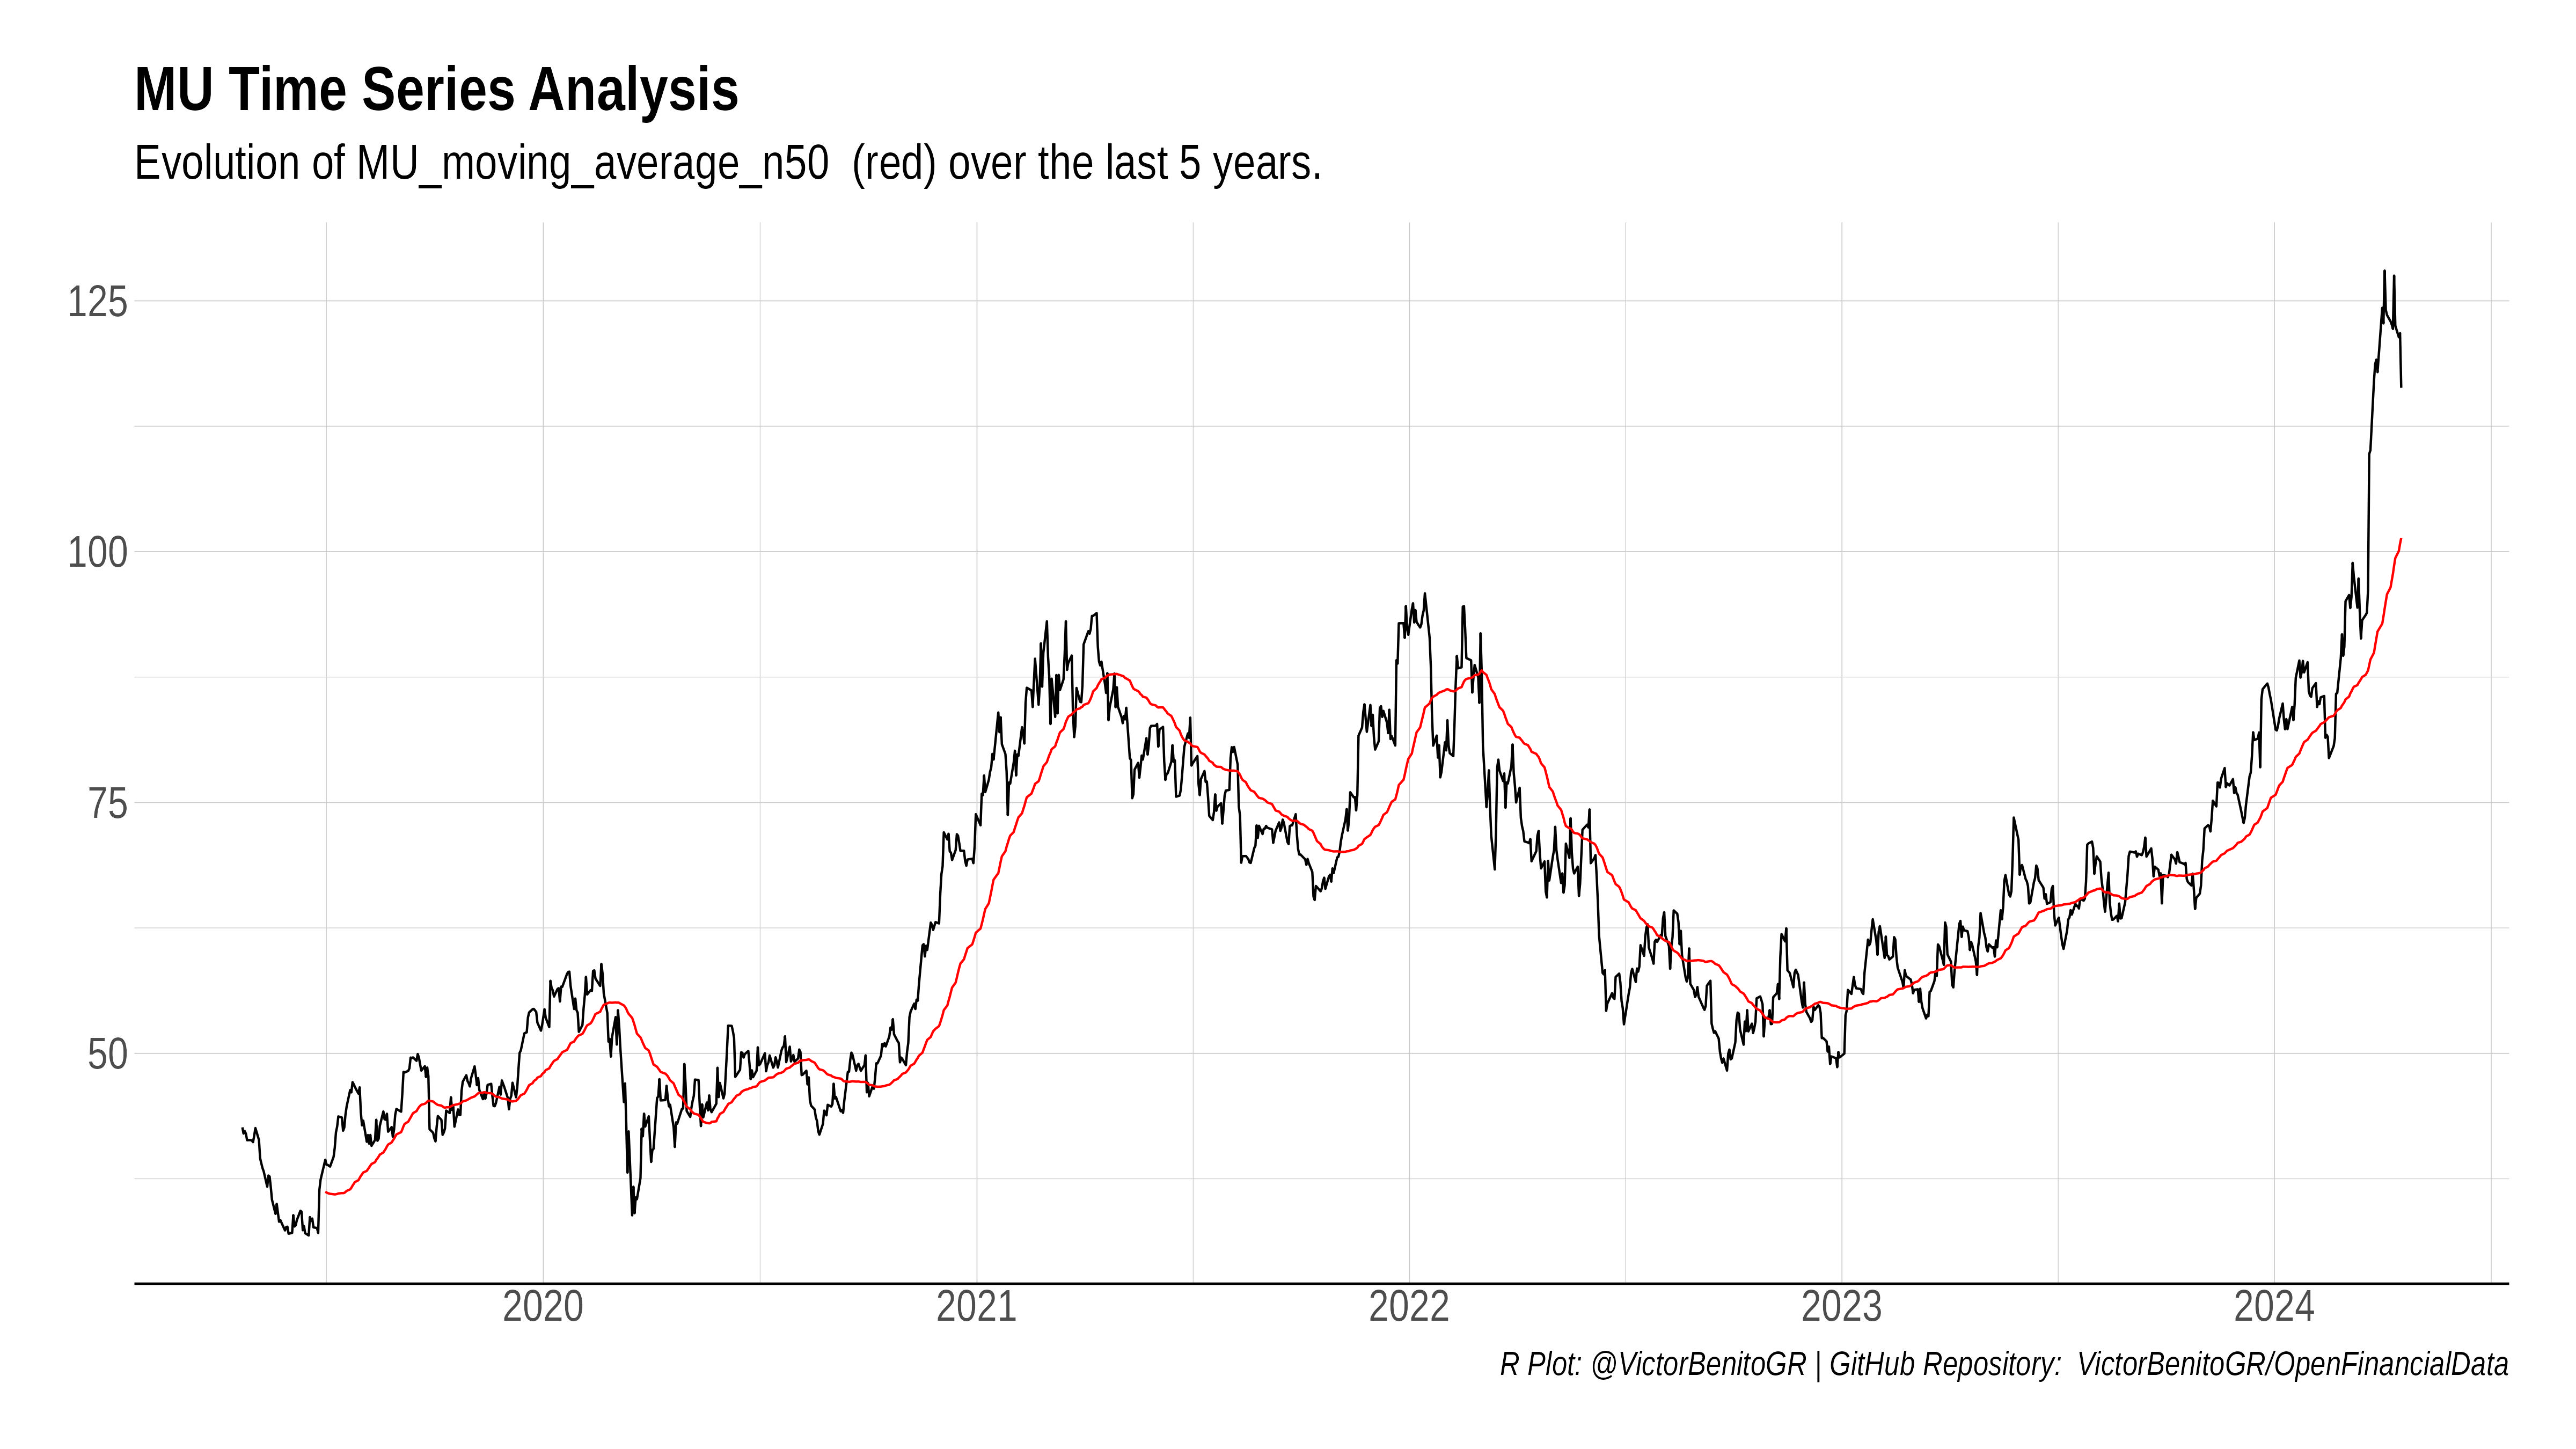 MU Time Series Analysis
Evolution of MU_moving_average_n50  (red) over the last 5 years.
125
100
75
50
2020 2021 2022 2023 2024
R Plot: @VictorBenitoGR | GitHub Repository:  VictorBenitoGR/OpenFinancialData